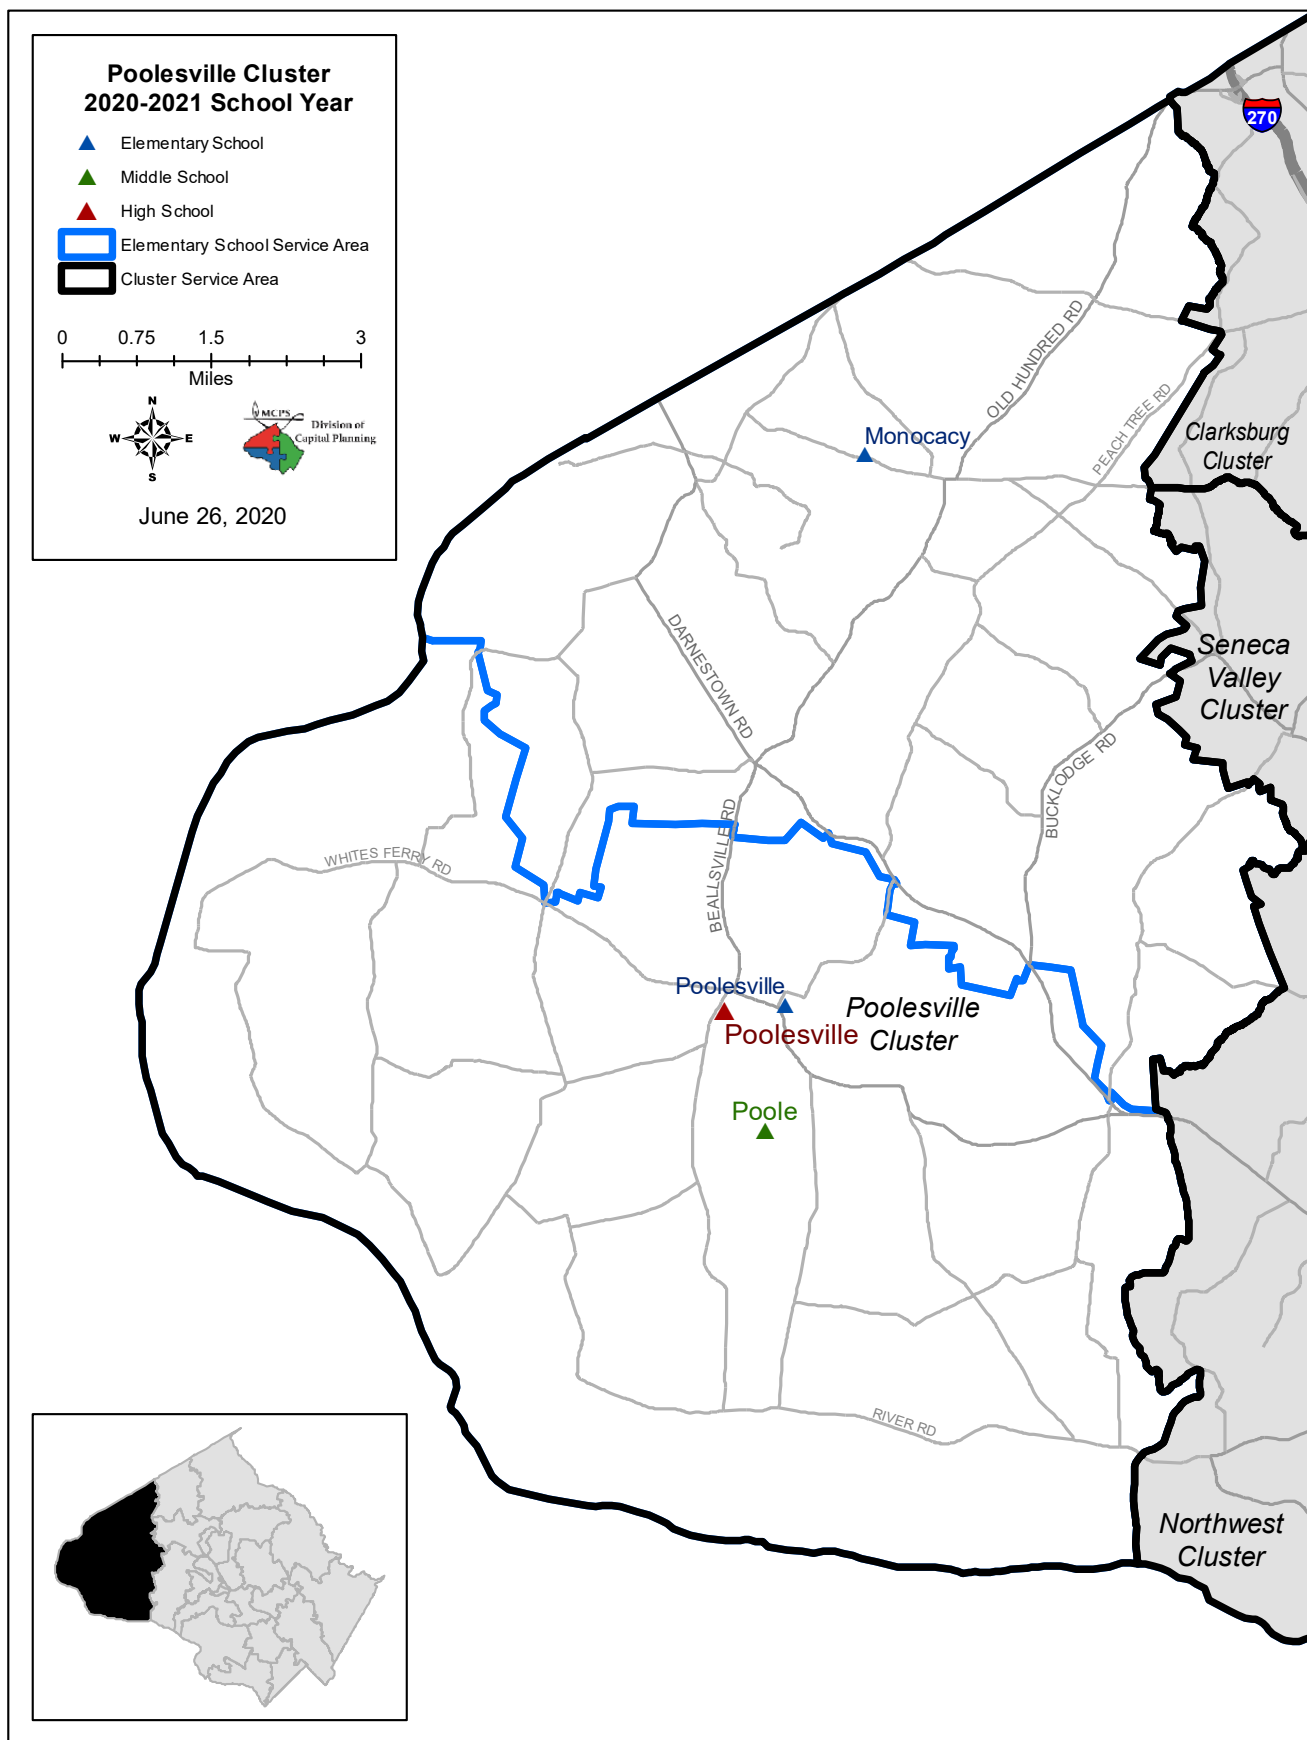 Poolesville Cluster
2020-2021 School Year
Elementary School
Middle School
High School
Elementary School Service Area
Cluster Service Area
0 0.75 1.5 3
Miles
N
W E
S
MCPS
Division of
Capital Planning
June 26, 2020
270
OLD HUNDRED RD
PEACH TREE RD
Monocacy
Clarksburg
Cluster
DARNESTOWN RD
Seneca
Valley
Cluster
BUCKLODGE RD
WHITES FERRY RD
BEALLSVILLE RD
Poolesville
Poolesville
Poolesville
Cluster
Poole
RIVER RD
Northwest
Cluster